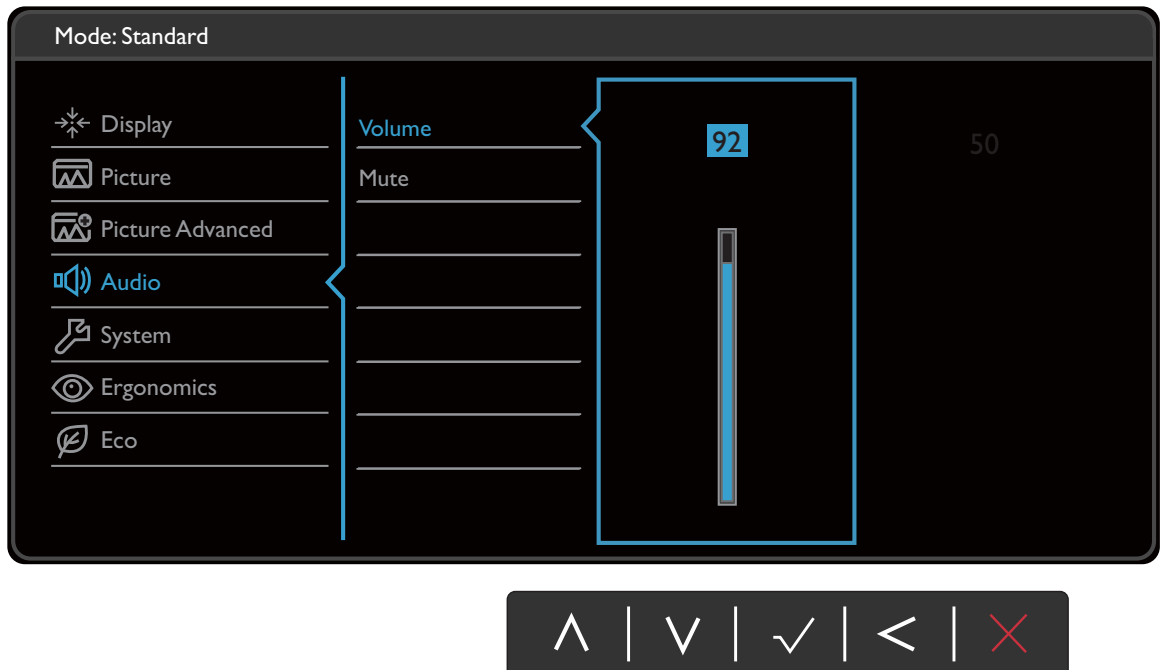 Mode: Standard
Display
Picture
Picture Advanced
Audio
System
Ergonomics
Eco
Volume
Mute
92
50